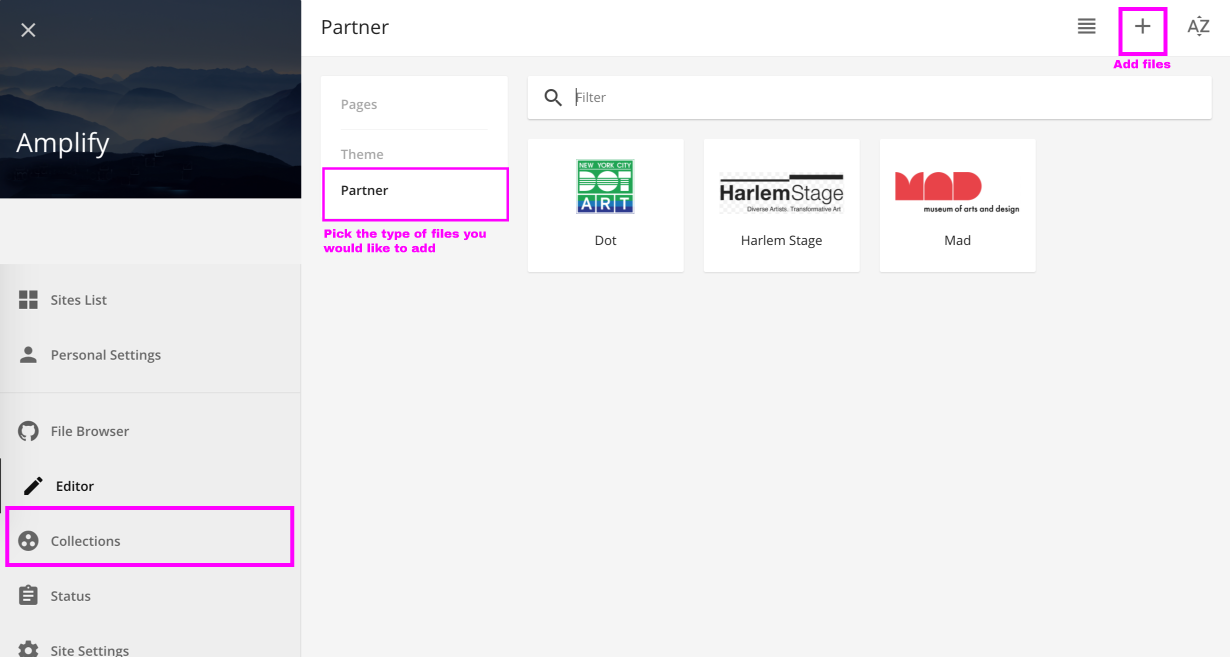 Amplify
Sites List
Personal Settings
File Browser
Editor
Collections
Status
Site Settings
Partner
AZ
Add files
Pages
Theme
Partner
Pick the type of files you
would like to add
Filter
NEW YORK CITY
DOT
ART
Dot
HarlemStage
Diverse Artists. Transformative Art
Harlem Stage
MAD
museum of arts and design
Mad